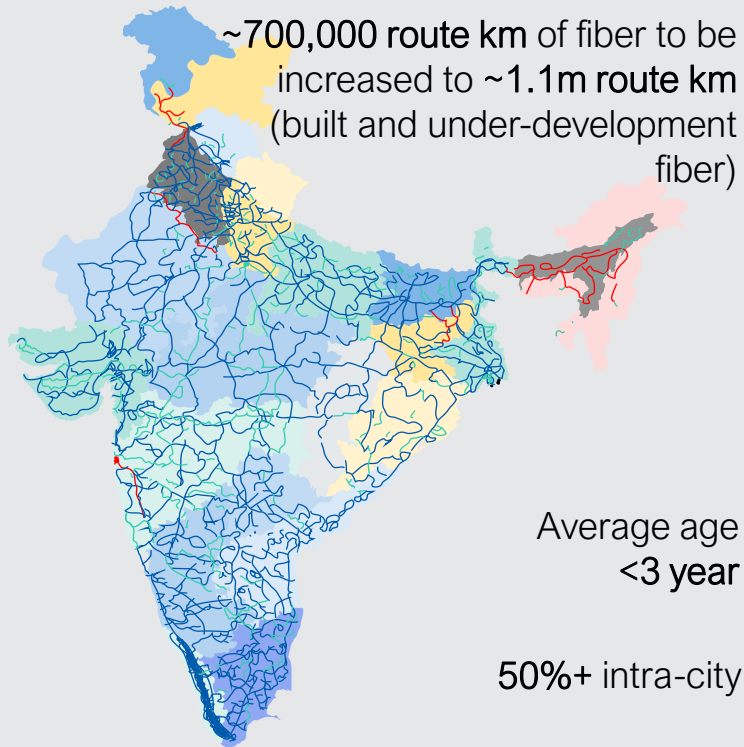 ~700,000 route km of fiber to be
increased to ~1.1m route km
(built and under-development
fiber)
Average age
<3 year
50%+ intra-city